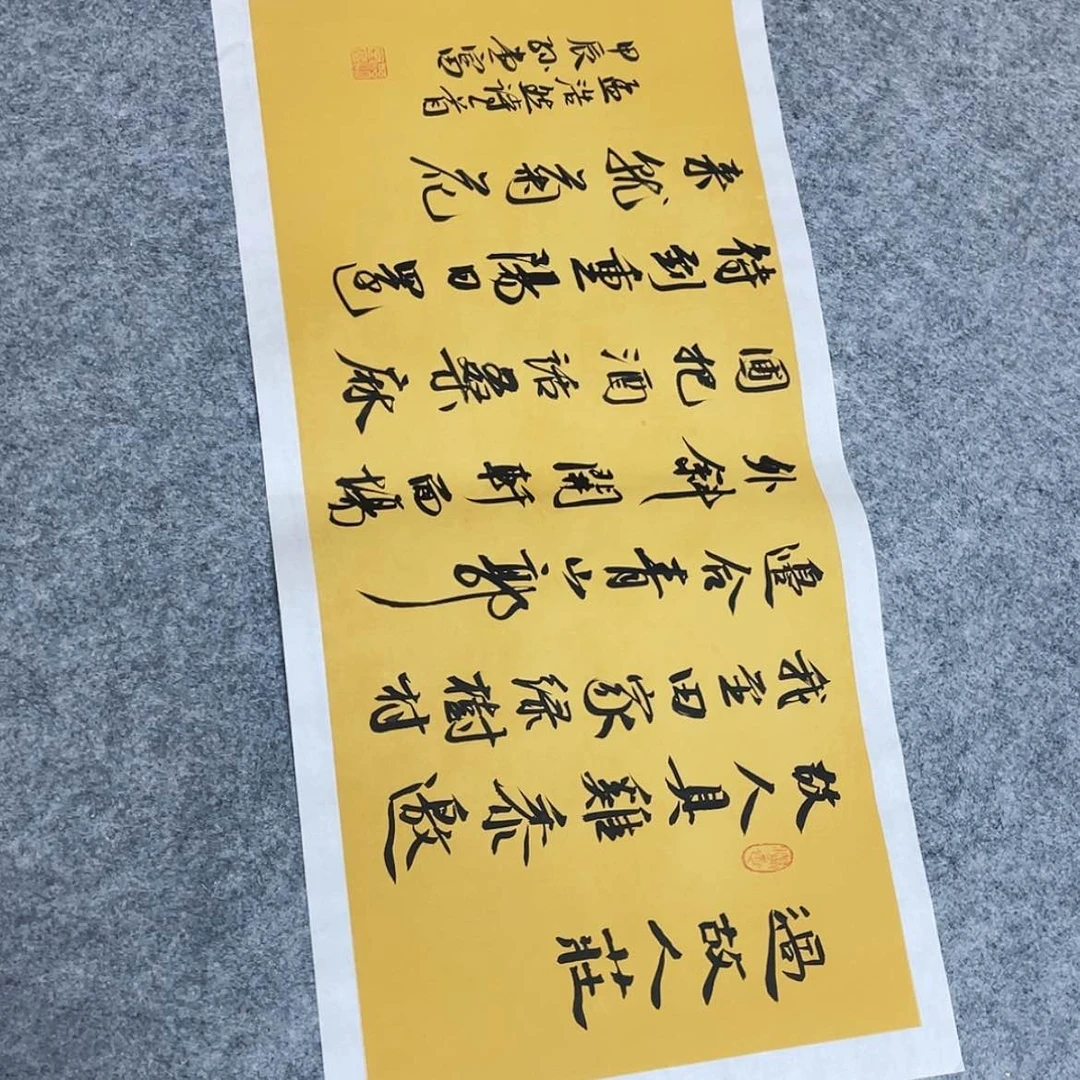 過故人莊
故人具雞黍邀
我至田家綠樹村
邊合青山郭
外斜開軒面場
圃把酒話桑麻
待到重陽日還
來就菊花
孟浩然詩首
甲辰